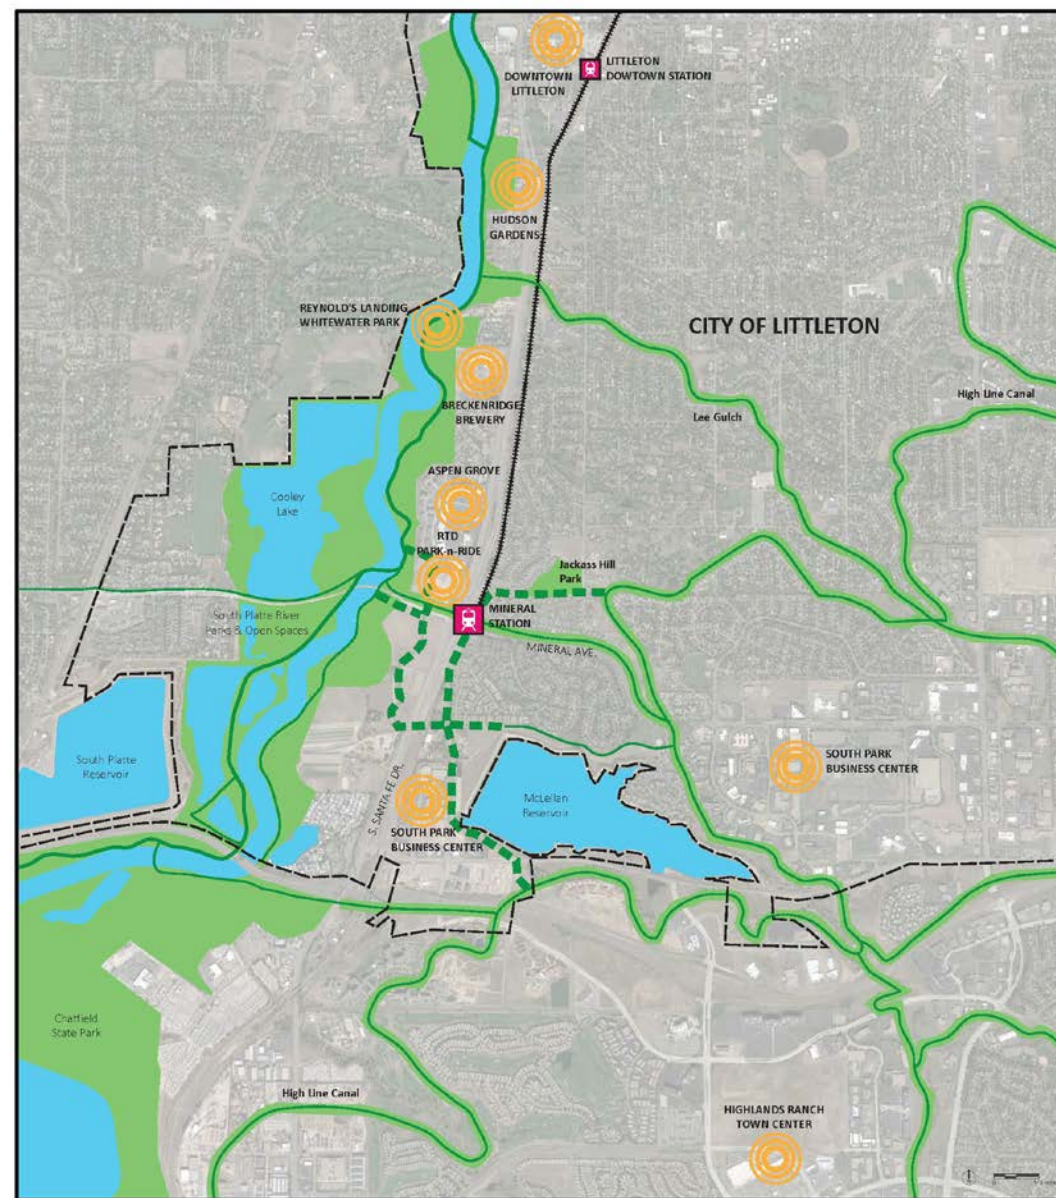 DOWNTOWN
LITTLETON
LITTLETON
DOWTOWN STATION
HUDSON
GARDENS
REYNOLD'S LANDING
WHITEWATER PARK
CITY OF LITTLETON
BRECKENRIDGE
BREWERY
High Line Canal
Lee Gulch
ASPEN GROVE
Cooley
Lake
RTD
PARK-n-RIDE
Jackass Hill
Park
South Platte River
Parks & Open Spaces
MINERAL
STATION
MINERAL AVE.
South Platte
Reservoir
S. SANTA FE DR.
SOUTH PARK
BUSINESS CENTER
McLellan
Reservoir
SOUTH PARK
BUSINESS CENTER
Chatfield
State Park
High Line Canal
HIGHLANDS RANCH
TOWN CENTER